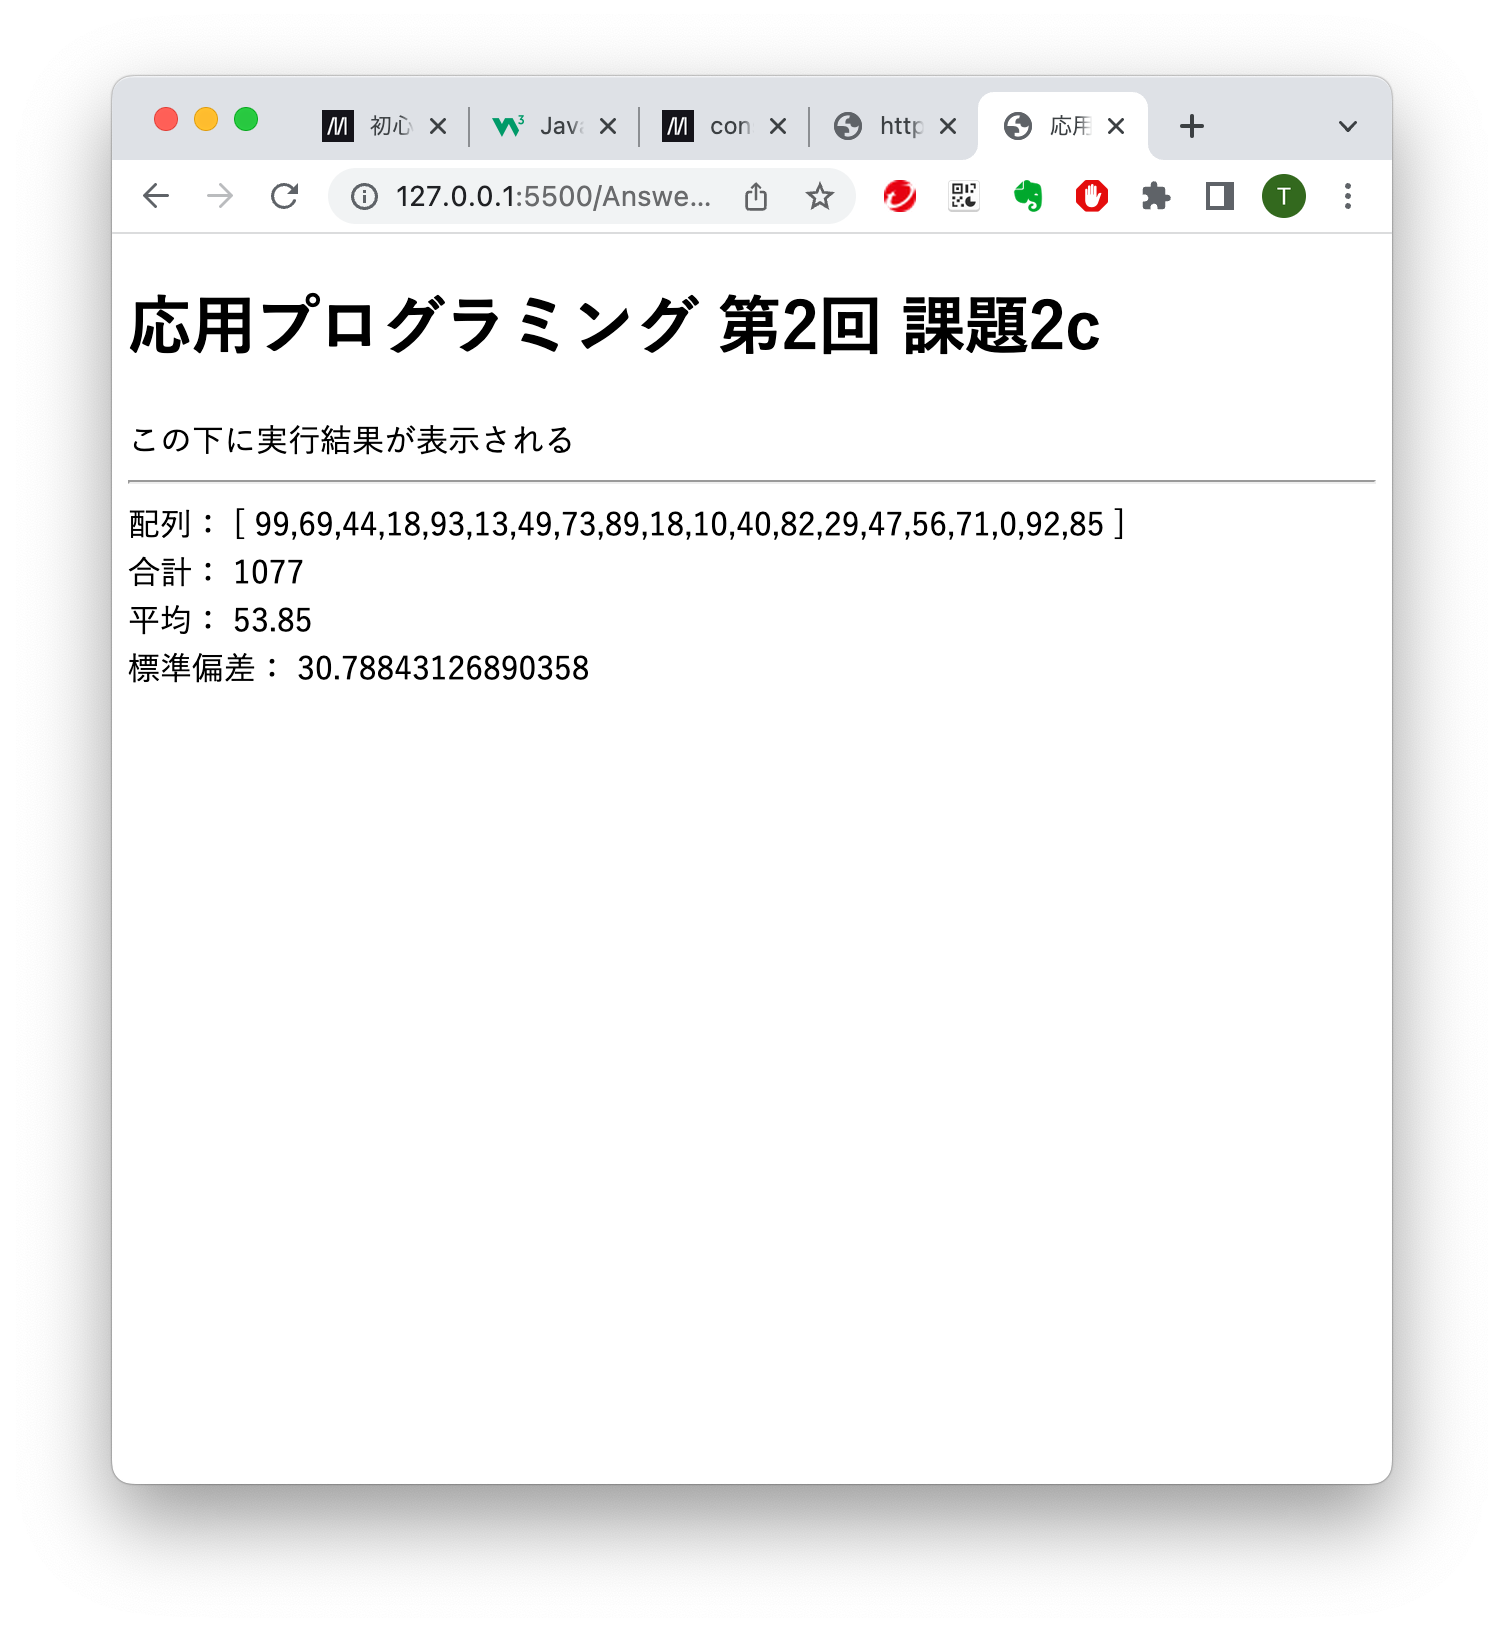 初心
Java
con
http
応用
127.0.0.1:5500/Answe...
T
応用プログラミング 第2回 課題2c
この下に実行結果が表示される
配列： [ 99,69,44,18,93,13,49,73,89,18,10,40,82,29,47,56,71,0,92,85 ]
合計： 1077
平均： 53.85
標準偏差： 30.78843126890358